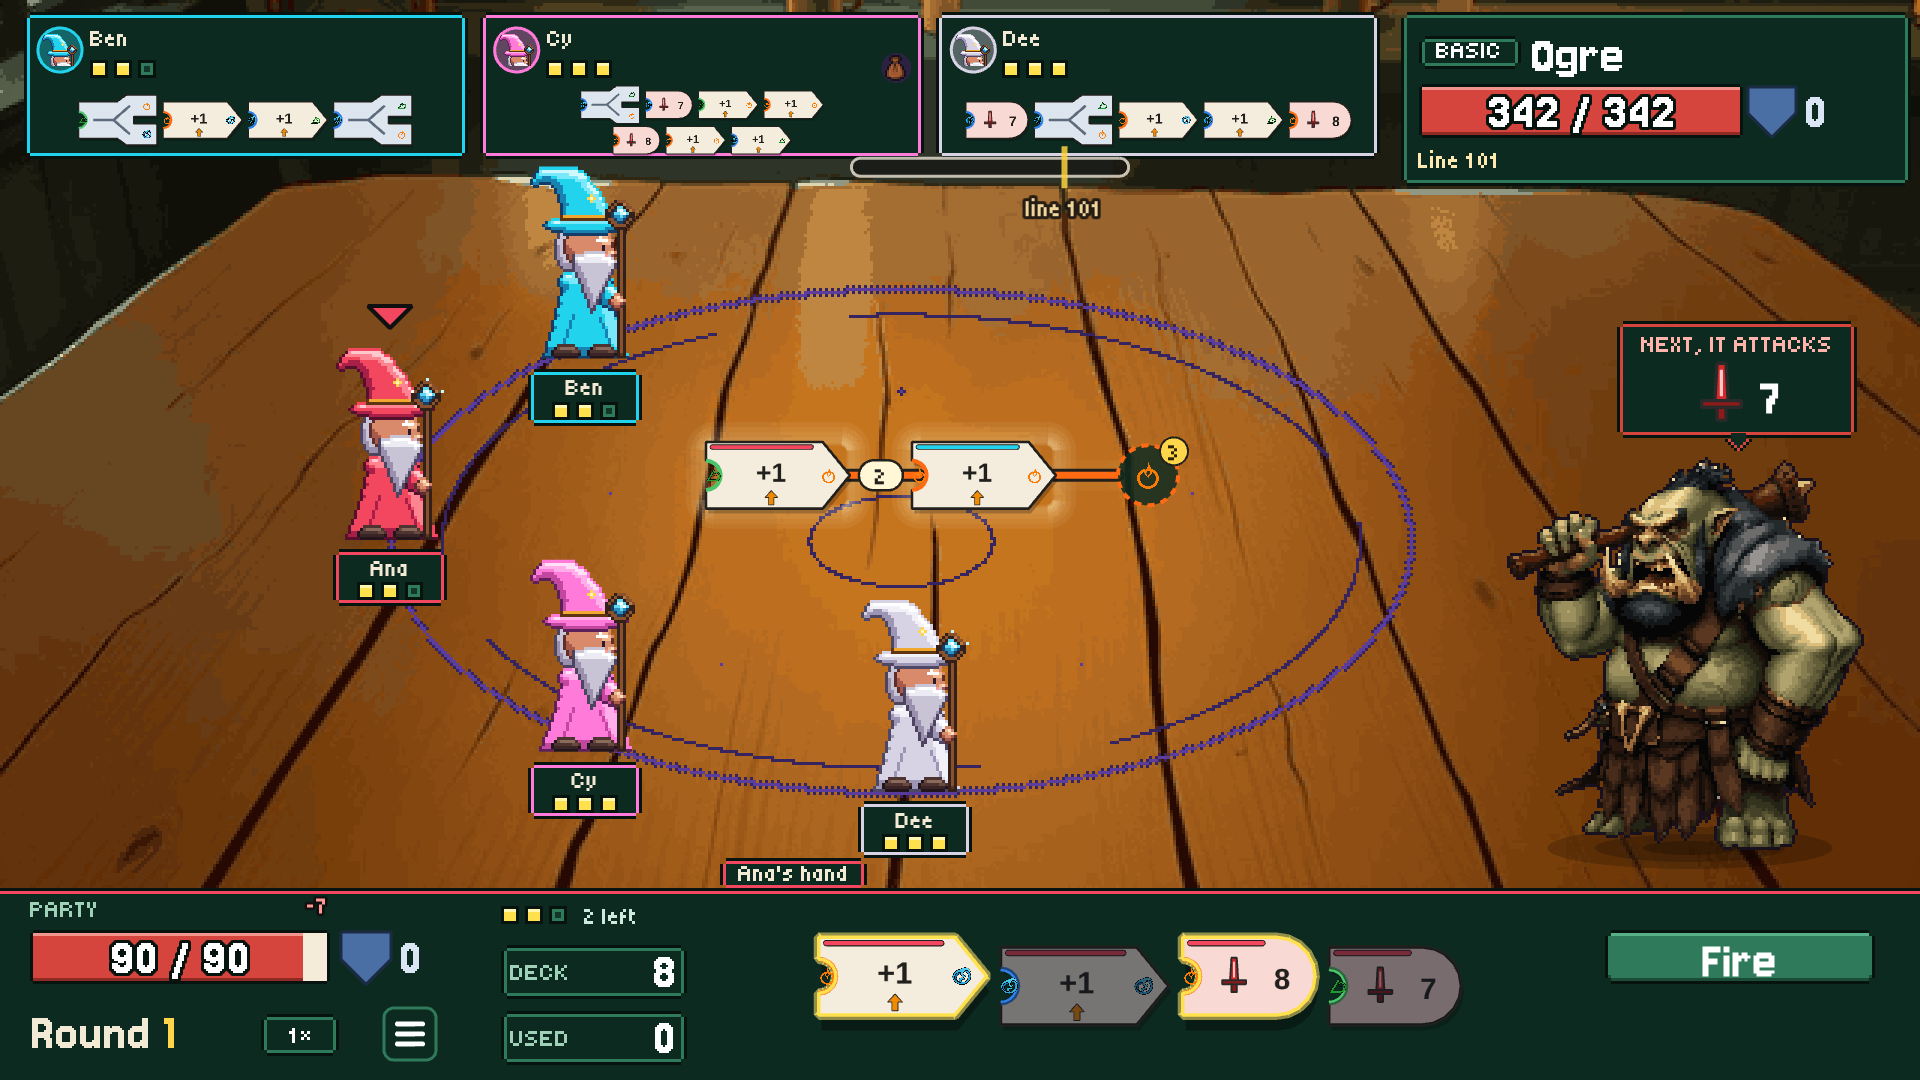 Ben
+1
+1
Cy
7
+1
+1
8
+1
+1
Dee
7
+1
+1
8
BASIC Ogre
342 / 342 0
Line 101
line 101
NEXT, IT ATTACKS
7
Ben
Ana
Cy
Dee
+1 2 +1 3
Ana's hand
PARTY -7
90 / 90 0
Round 1 1x
2 left
DECK 8
USED 0
+1 +1 8 7
Fire